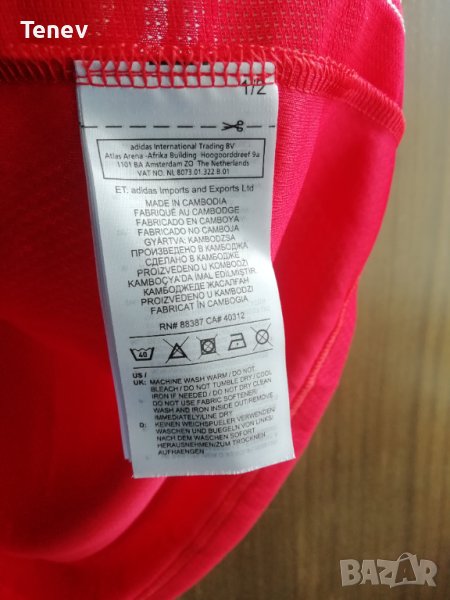 Tenev
1/2
adidas International Trading BV
Atlas Arena -Afrika Building Hoogoorddreef 9a
1101 BA Amsterdam ZO The Netherlands
VAT NO. NL 8073.01.322.B.01
ET. adidas Imports and Exports Ltd
MADE IN CAMBODIA
FABRIQUÉ AU CAMBODGE
FABRICADO EN CAMBOYA
FABRICADO NO CAMBOJA
GYÁRTVA: KAMBODZSA
ПРОИЗВЕДЕНО В КАМБОДЖА
СДЕЛАНО В КАМБОДЖЕ
PROIZVEDENO U KOMBODŽI
KAMBOÇYA'DA İMAL EDİLMİŞTİR.
КАМБОДЖЕДЕ ЖАСАЛҒАН
PROIZVEDENO V KAMBODŽI
FABRICAT ÎN CAMBOGIA
RN# 88387 CA# 40312
40
US /
UK: MACHINE WASH WARM / DO NOT
BLEACH / DO NOT TUMBLE DRY / COOL
IRON IF NEEDED / DO NOT DRY CLEAN
DO NOT USE FABRIC SOFTENER/
WASH AND IRON INSIDE OUT/REMOVE
IMMEDIATELY/LINE DRY
D: KEINEN WEICHSPUELER VERWENDEN/
WASCHEN UND BUEGELN VON LINKS/
NACH DEM WASCHEN SOFORT
HERAUSNEHMEN/ZUM TROCKNEN
AUFHAENGEN
BAZAR